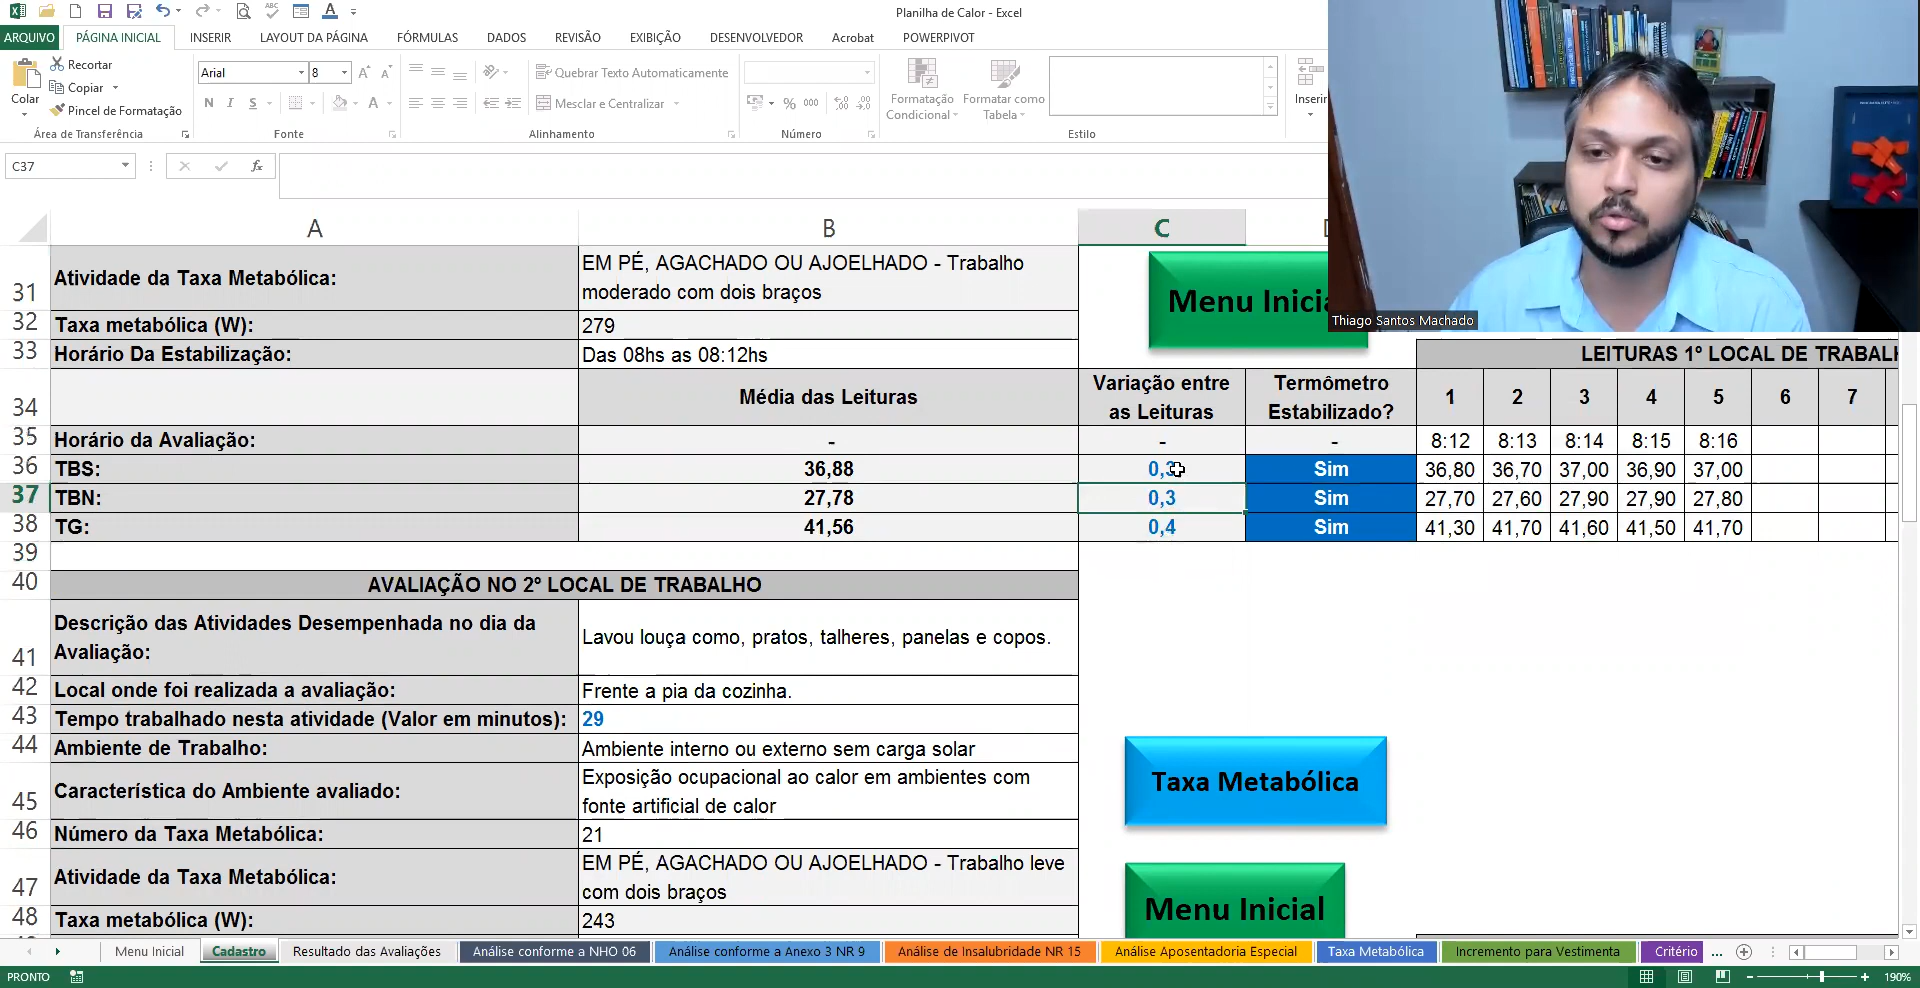 Planilha de Calor - Excel
ARQUIVO PÁGINA INICIAL INSERIR LAYOUT DA PÁGINA FÓRMULAS DADOS REVISÃO EXIBIÇÃO DESENVOLVEDOR Acrobat POWERPIVOT
Colar
Recortar
Copiar
Pincel de Formatação
Área de Transferência
Arial 8
N I S
Fonte
Quebrar Texto Automaticamente
Mesclar e Centralizar
Alinhamento
% 000
Número
Formatação Condicional
Formatar como Tabela
Estilo
Inserir
C37
fx
Thiago Santos Machado
A B C
31 Atividade da Taxa Metabólica: EM PÉ, AGACHADO OU AJOELHADO - Trabalho
moderado com dois braços
32 Taxa metabólica (W): 279
33 Horário Da Estabilização: Das 08hs as 08:12hs
LEITURAS 1º LOCAL DE TRABALH
34 Média das Leituras Variação entre as Leituras Termômetro Estabilizado? 1 2 3 4 5 6 7
35 Horário da Avaliação: - - - 8:12 8:13 8:14 8:15 8:16
36 TBS: 36,88 0,3 Sim 36,80 36,70 37,00 36,90 37,00
37 TBN: 27,78 0,3 Sim 27,70 27,60 27,90 27,90 27,80
38 TG: 41,56 0,4 Sim 41,30 41,70 41,60 41,50 41,70
39
40 AVALIAÇÃO NO 2º LOCAL DE TRABALHO
41 Descrição das Atividades Desempenhada no dia da Avaliação: Lavou louça como, pratos, talheres, panelas e copos.
42 Local onde foi realizada a avaliação: Frente a pia da cozinha.
43 Tempo trabalhado nesta atividade (Valor em minutos): 29
44 Ambiente de Trabalho: Ambiente interno ou externo sem carga solar
45 Característica do Ambiente avaliado: Exposição ocupacional ao calor em ambientes com
fonte artificial de calor
46 Número da Taxa Metabólica: 21
47 Atividade da Taxa Metabólica: EM PÉ, AGACHADO OU AJOELHADO - Trabalho leve
com dois braços
48 Taxa metabólica (W): 243
Menu Inicia
Taxa Metabólica
Menu Inicial
Menu Inicial Cadastro Resultado das Avaliações Análise conforme a NHO 06 Análise conforme a Anexo 3 NR 9 Análise de Insalubridade NR 15 Análise Aposentadoria Especial Taxa Metabólica Incremento para Vestimenta Critério ...
PRONTO
190%